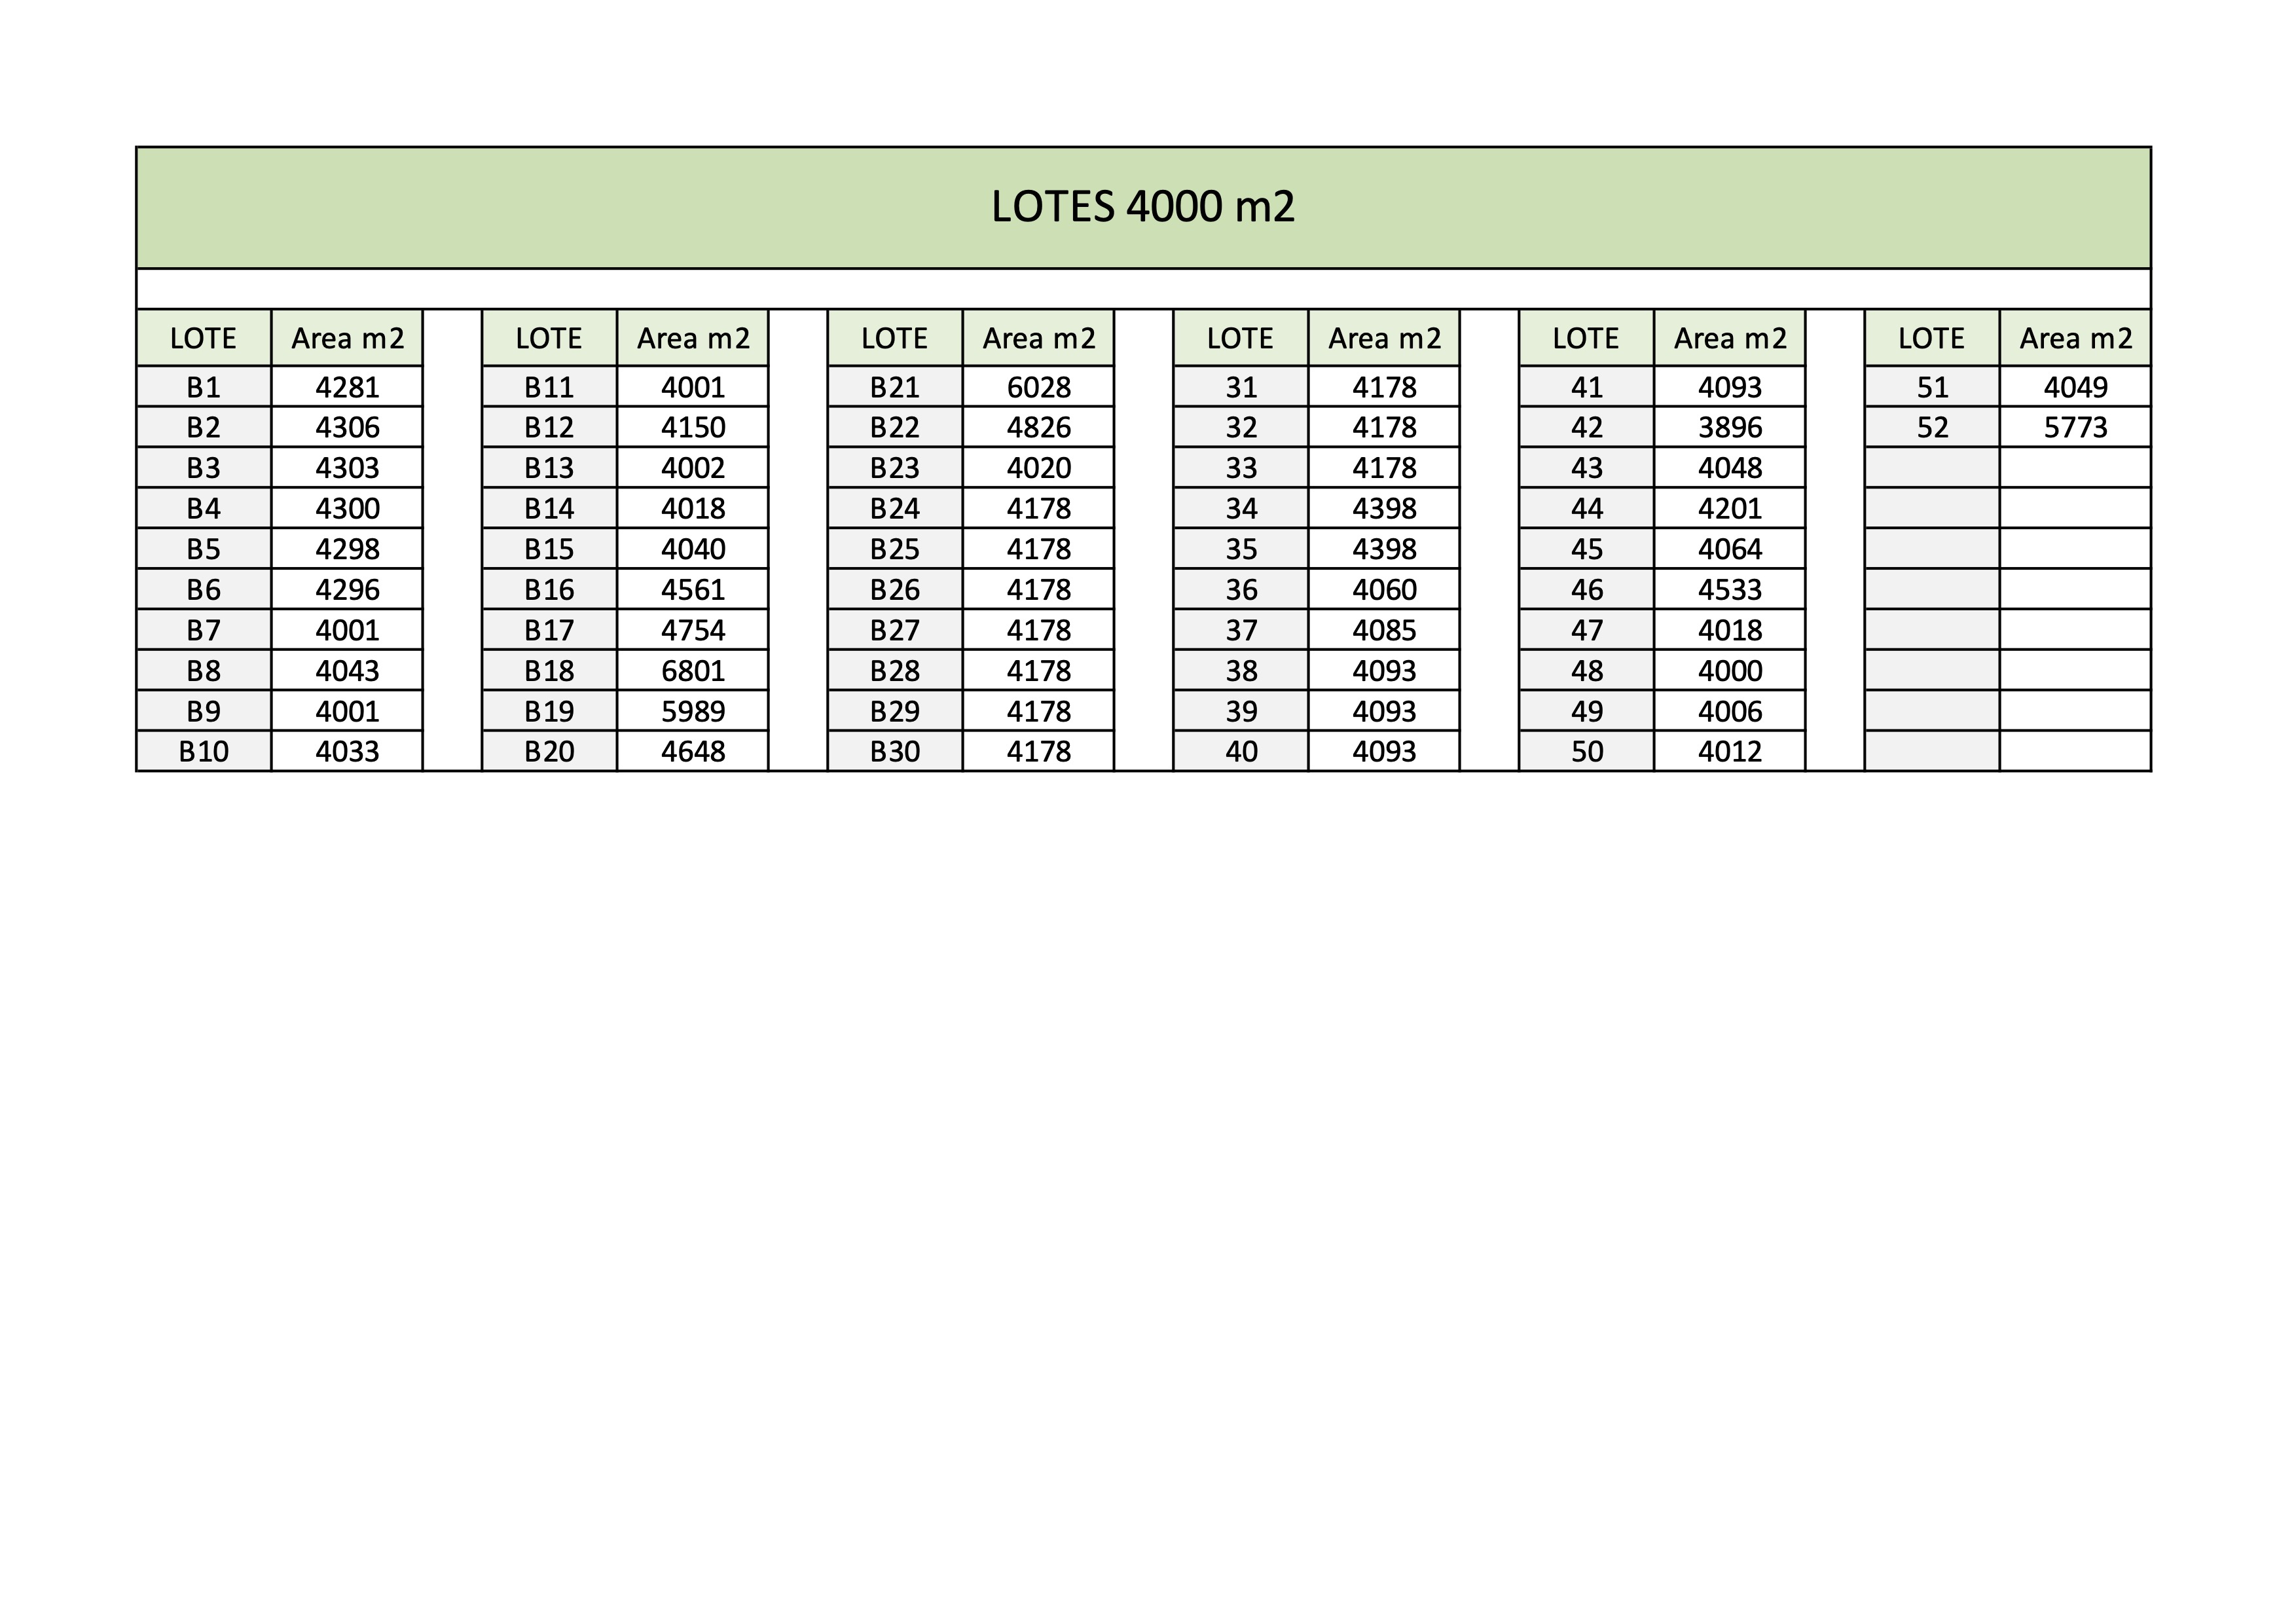 LOTES 4000 m2
LOTE Area m2 LOTE Area m2 LOTE Area m2 LOTE Area m2 LOTE Area m2 LOTE Area m2
B1 4281 B11 4001 B21 6028 31 4178 41 4093 51 4049
B2 4306 B12 4150 B22 4826 32 4178 42 3896 52 5773
B3 4303 B13 4002 B23 4020 33 4178 43 4048
B4 4300 B14 4018 B24 4178 34 4398 44 4201
B5 4298 B15 4040 B25 4178 35 4398 45 4064
B6 4296 B16 4561 B26 4178 36 4060 46 4533
B7 4001 B17 4754 B27 4178 37 4085 47 4018
B8 4043 B18 6801 B28 4178 38 4093 48 4000
B9 4001 B19 5989 B29 4178 39 4093 49 4006
B10 4033 B20 4648 B30 4178 40 4093 50 4012